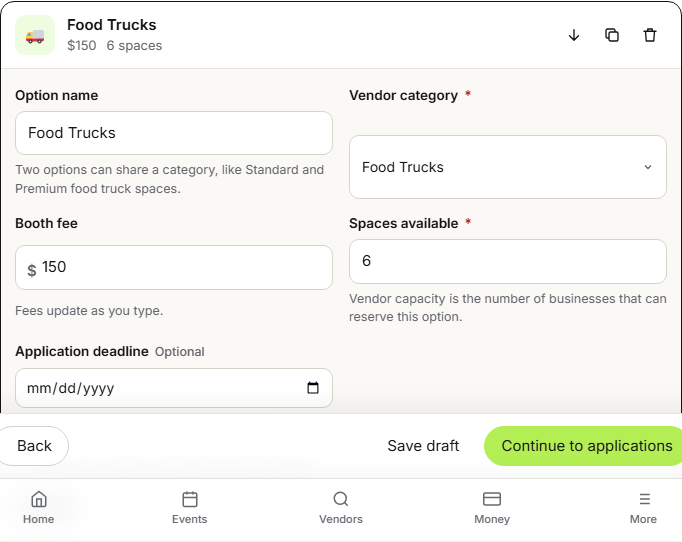 Food Trucks
$150 6 spaces
Option name
Food Trucks
Two options can share a category, like Standard and
Premium food truck spaces.
Vendor category *
Food Trucks
Booth fee
$ 150
Fees update as you type.
Spaces available *
6
Vendor capacity is the number of businesses that can
reserve this option.
Application deadline Optional
mm/dd/yyyy
Back
Save draft
Continue to applications
Home
Events
Vendors
Money
More